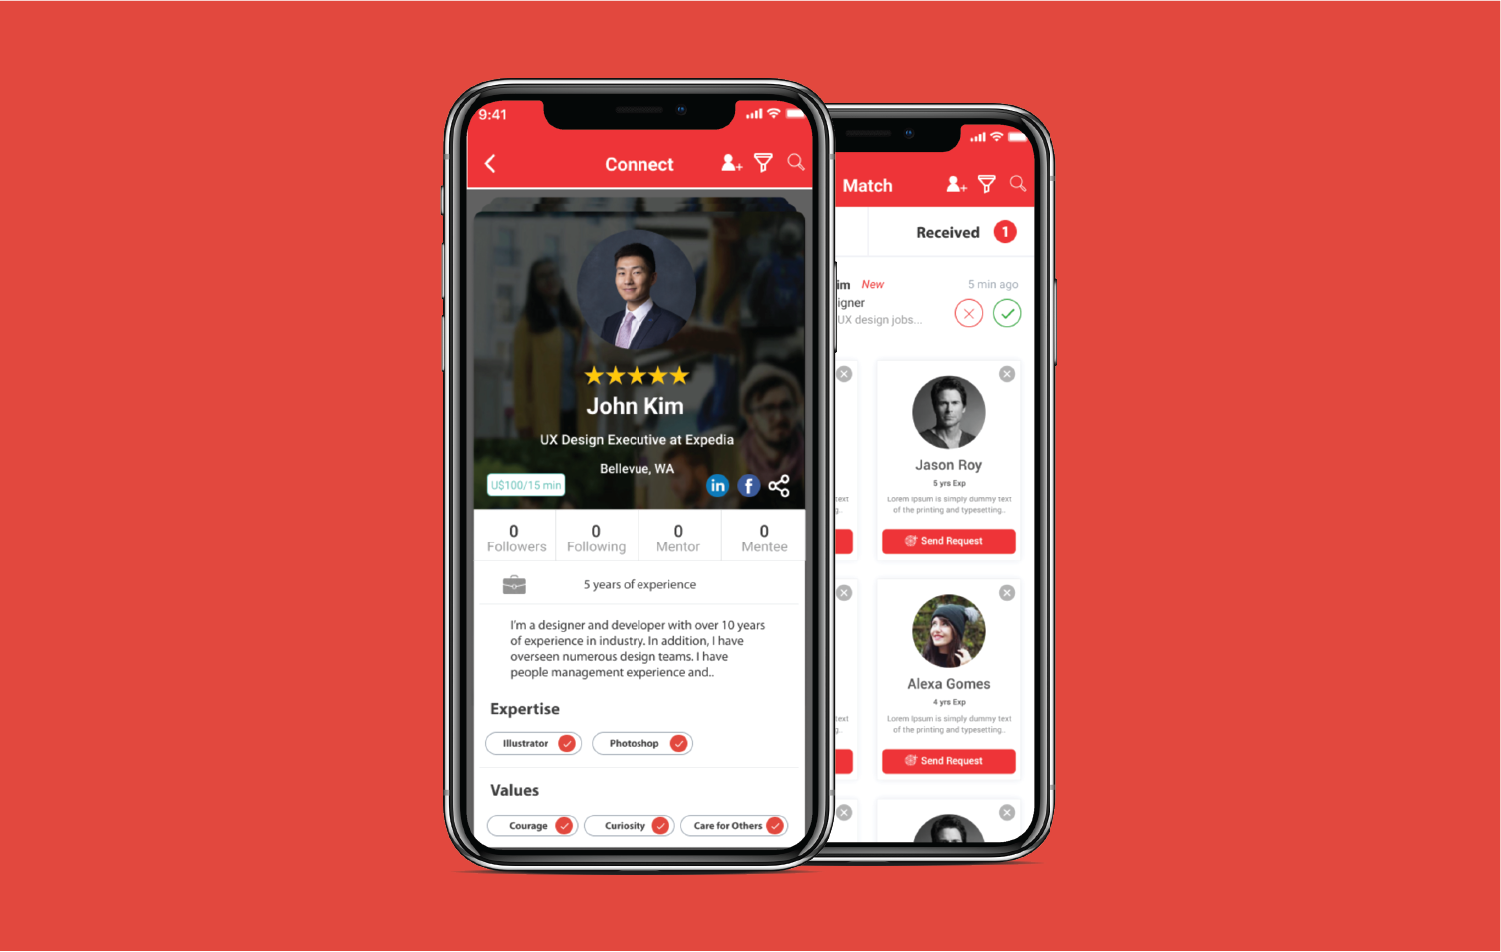 9:41
Connect
John Kim
UX Design Executive at Expedia
Bellevue, WA
U$100/15 min
in
f
0
Followers
0
Following
0
Mentor
0
Mentee
5 years of experience
I'm a designer and developer with over 10 years
of experience in industry. In addition, I have
overseen numerous design teams. I have
people management experience and..
Expertise
Illustrator
Photoshop
Values
Courage
Curiosity
Care for Others
Match
Received 1
im New 5 min ago
igner
UX design jobs...
Jason Roy
5 yrs Exp
text
Lorem Ipsum is simply dummy text
g..
of the printing and typesetting..
Send Request
Alexa Gomes
4 yrs Exp
text
Lorem Ipsum is simply dummy text
g..
of the printing and typesetting..
Send Request